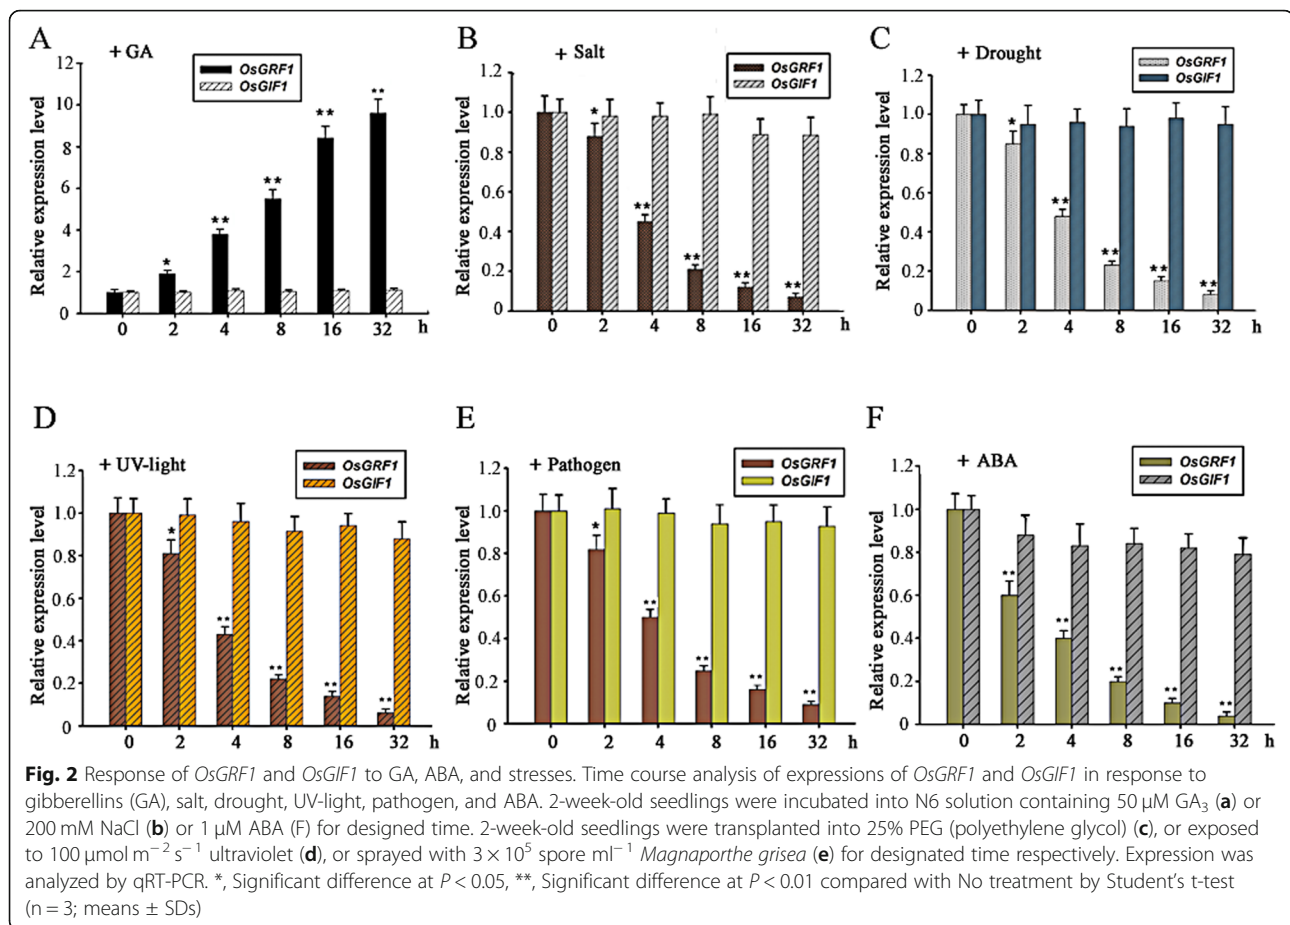 A
+ GA
OsGRF1
OsGIF1
Relative expression level
12
10
8
6
4
2
0
*
**
**
**
**
0 2 4 8 16 32 h
B
+ Salt
OsGRF1
OsGIF1
Relative expression level
1.2
1.0
0.8
0.6
0.4
0.2
0
*
**
**
**
**
0 2 4 8 16 32 h
C
+ Drought
OsGRF1
OsGIF1
Relative expression level
1.2
1.0
0.8
0.6
0.4
0.2
0
*
**
**
**
**
0 2 4 8 16 32 h
D
+ UV-light
OsGRF1
OsGIF1
Relative expression level
1.2
1.0
0.8
0.6
0.4
0.2
0
*
**
**
**
**
0 2 4 8 16 32 h
E
+ Pathogen
OsGRF1
OsGIF1
Relative expression level
1.2
1.0
0.8
0.6
0.4
0.2
0
*
**
**
**
**
0 2 4 8 16 32 h
F
+ ABA
OsGRF1
OsGIF1
Relative expression level
1.2
1.0
0.8
0.6
0.4
0.2
0
**
**
**
**
**
0 2 4 8 16 32 h
Fig. 2 Response of OsGRF1 and OsGIF1 to GA, ABA, and stresses. Time course analysis of expressions of OsGRF1 and OsGIF1 in response to
gibberellins (GA), salt, drought, UV-light, pathogen, and ABA. 2-week-old seedlings were incubated into N6 solution containing 50 μM GA₃ (a) or
200 mM NaCl (b) or 1 μM ABA (F) for designed time. 2-week-old seedlings were transplanted into 25% PEG (polyethylene glycol) (c), or exposed
to 100 μmol m⁻² s⁻¹ ultraviolet (d), or sprayed with 3 × 10⁵ spore ml⁻¹ Magnaporthe grisea (e) for designated time respectively. Expression was
analyzed by qRT-PCR. *, Significant difference at P < 0.05, **, Significant difference at P < 0.01 compared with No treatment by Student's t-test
(n = 3; means ± SDs)